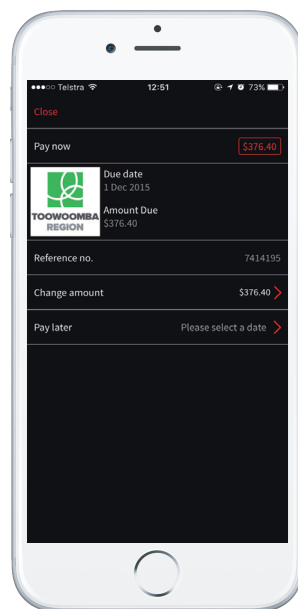 Telstra 12:51 73%
Close
Pay now $376.40
Due date
1 Dec 2015
Amount Due
$376.40
TOOWOOMBA
REGION
Reference no. 7414195
Change amount $376.40
Pay later Please select a date